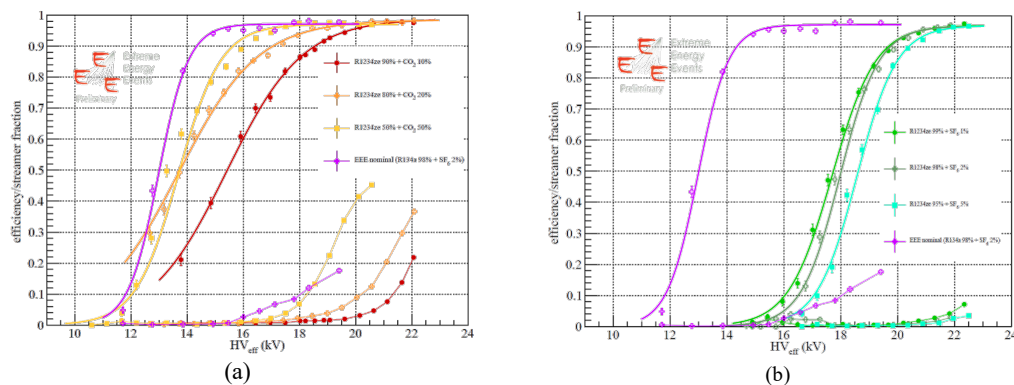 efficiency/streamer fraction
1
0.9
0.8
0.7
0.6
0.5
0.4
0.3
0.2
0.1
0
Extreme
Energy
Events
Preliminary
R1234ze 90% + CO₂ 10%
R1234ze 80% + CO₂ 20%
R1234ze 50% + CO₂ 50%
EEE nominal (R134a 98% + SF₆ 2%)
10 12 14 16 18 20 22 24
HV_eff (kV)
(a)
efficiency/streamer fraction
1
0.9
0.8
0.7
0.6
0.5
0.4
0.3
0.2
0.1
0
Extreme
Energy
Events
Preliminary
R1234ze 99% + SF₆ 1%
R1234ze 98% + SF₆ 2%
R1234ze 95% + SF₆ 5%
EEE nominal (R134a 98% + SF₆ 2%)
10 12 14 16 18 20 22 24
HV_eff (kV)
(b)